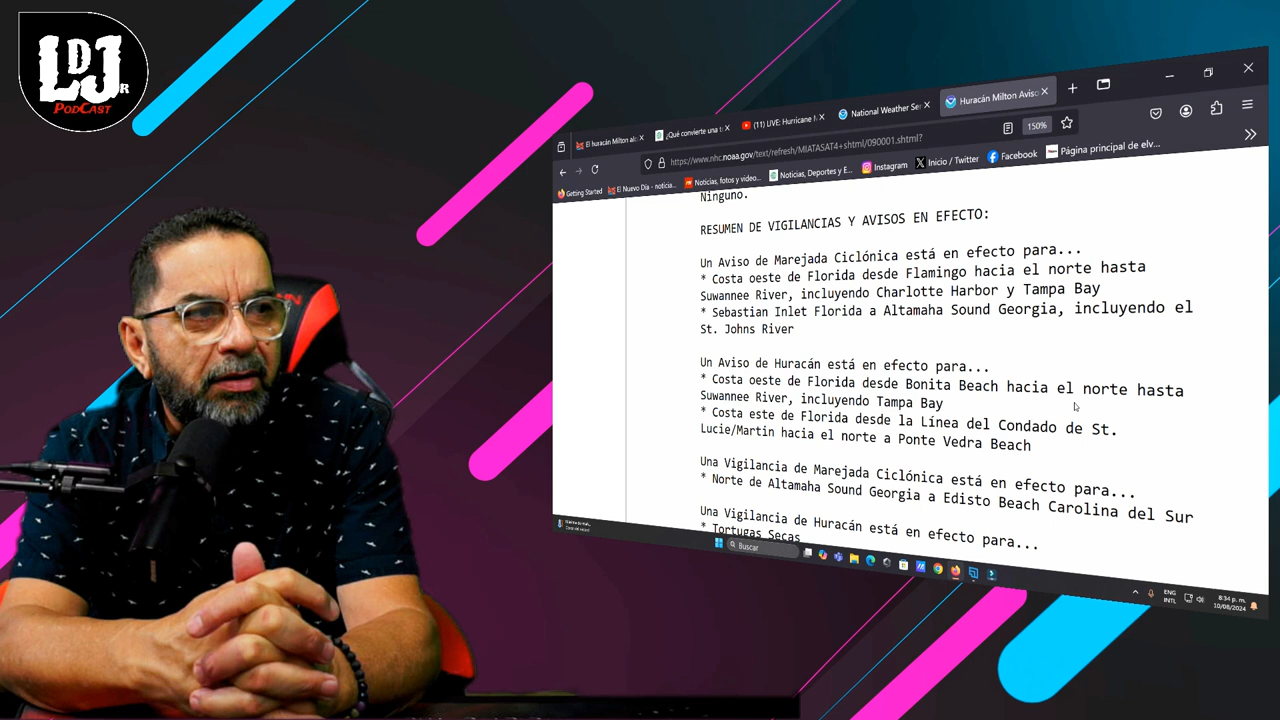 LDJR
PODCAST
El huracán Milton al
¿Qué convierte una t
(11) LIVE: Hurricane M
National Weather Ser
Huracán Milton Aviso
https://www.nhc.noaa.gov/text/refresh/MIATASAT4+shtml/090001.shtml?
150%
Getting Started
El Nuevo Día - noticia...
Noticias, fotos y video...
Noticias, Deportes y E...
Instagram
Inicio / Twitter
Facebook
Página principal de elv...
Ninguno.
RESUMEN DE VIGILANCIAS Y AVISOS EN EFECTO:
Un Aviso de Marejada Ciclónica está en efecto para...
* Costa oeste de Florida desde Flamingo hacia el norte hasta
Suwannee River, incluyendo Charlotte Harbor y Tampa Bay
* Sebastian Inlet Florida a Altamaha Sound Georgia, incluyendo el
St. Johns River
Un Aviso de Huracán está en efecto para...
* Costa oeste de Florida desde Bonita Beach hacia el norte hasta
Suwannee River, incluyendo Tampa Bay
* Costa este de Florida desde la Línea del Condado de St.
Lucie/Martin hacia el norte a Ponte Vedra Beach
Una Vigilancia de Marejada Ciclónica está en efecto para...
* Norte de Altamaha Sound Georgia a Edisto Beach Carolina del Sur
Una Vigilancia de Huracán está en efecto para...
* Tortugas Secas
Buscar
ENG
INTL
8:34 p. m.
10/08/2024